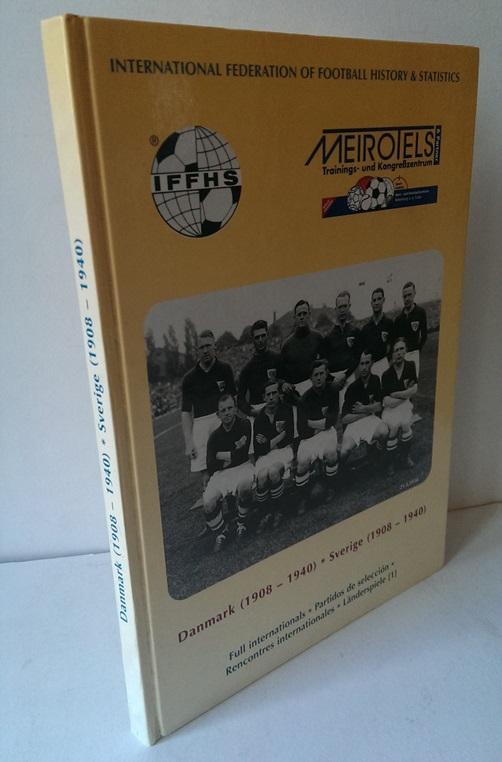 INTERNATIONAL FEDERATION OF FOOTBALL HISTORY & STATISTICS
®
IFFHS
MEIROTELS
& Partner
Trainings- und Kongreßzentrum
Danmark (1908 – 1940) * Sverige (1908 – 1940)
Full internationals * Partidos de selección *
Rencontres internationales * Länderspiele [1]
Danmark (1908 – 1940) * Sverige (1908 – 1940)